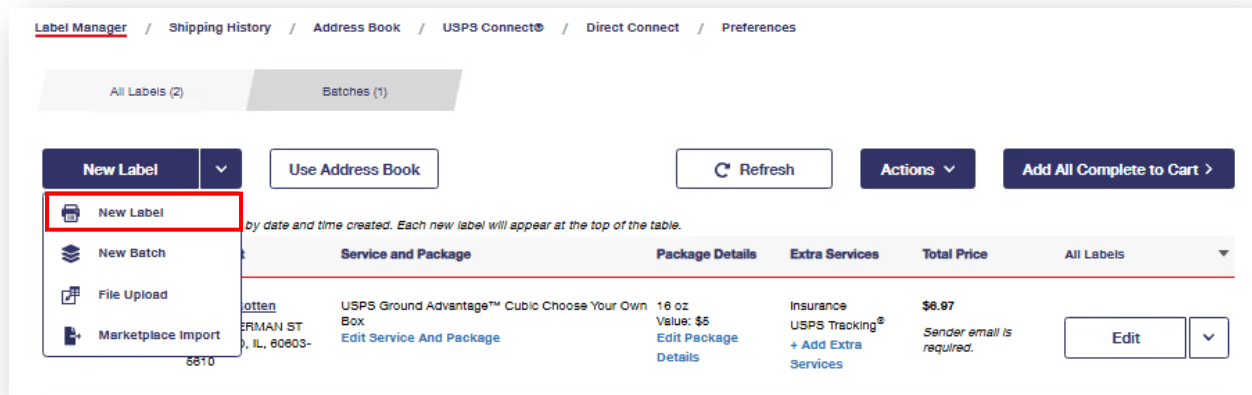 Label Manager / Shipping History / Address Book / USPS Connect® / Direct Connect / Preferences
All Labels (2) Batches (1)
New Label Use Address Book Refresh Actions Add All Complete to Cart >
New Label
by date and time created. Each new label will appear at the top of the table.
New Batch
Service and Package Package Details Extra Services Total Price All Labels
File Upload
Marketplace Import
USPS Ground Advantage™ Cubic Choose Your Own
Box
Edit Service And Package
IL, 60603-
5610
16 oz
Value: $5
Edit Package
Details
Insurance
USPS Tracking®
+ Add Extra
Services
$6.97
Sender email is
required.
Edit